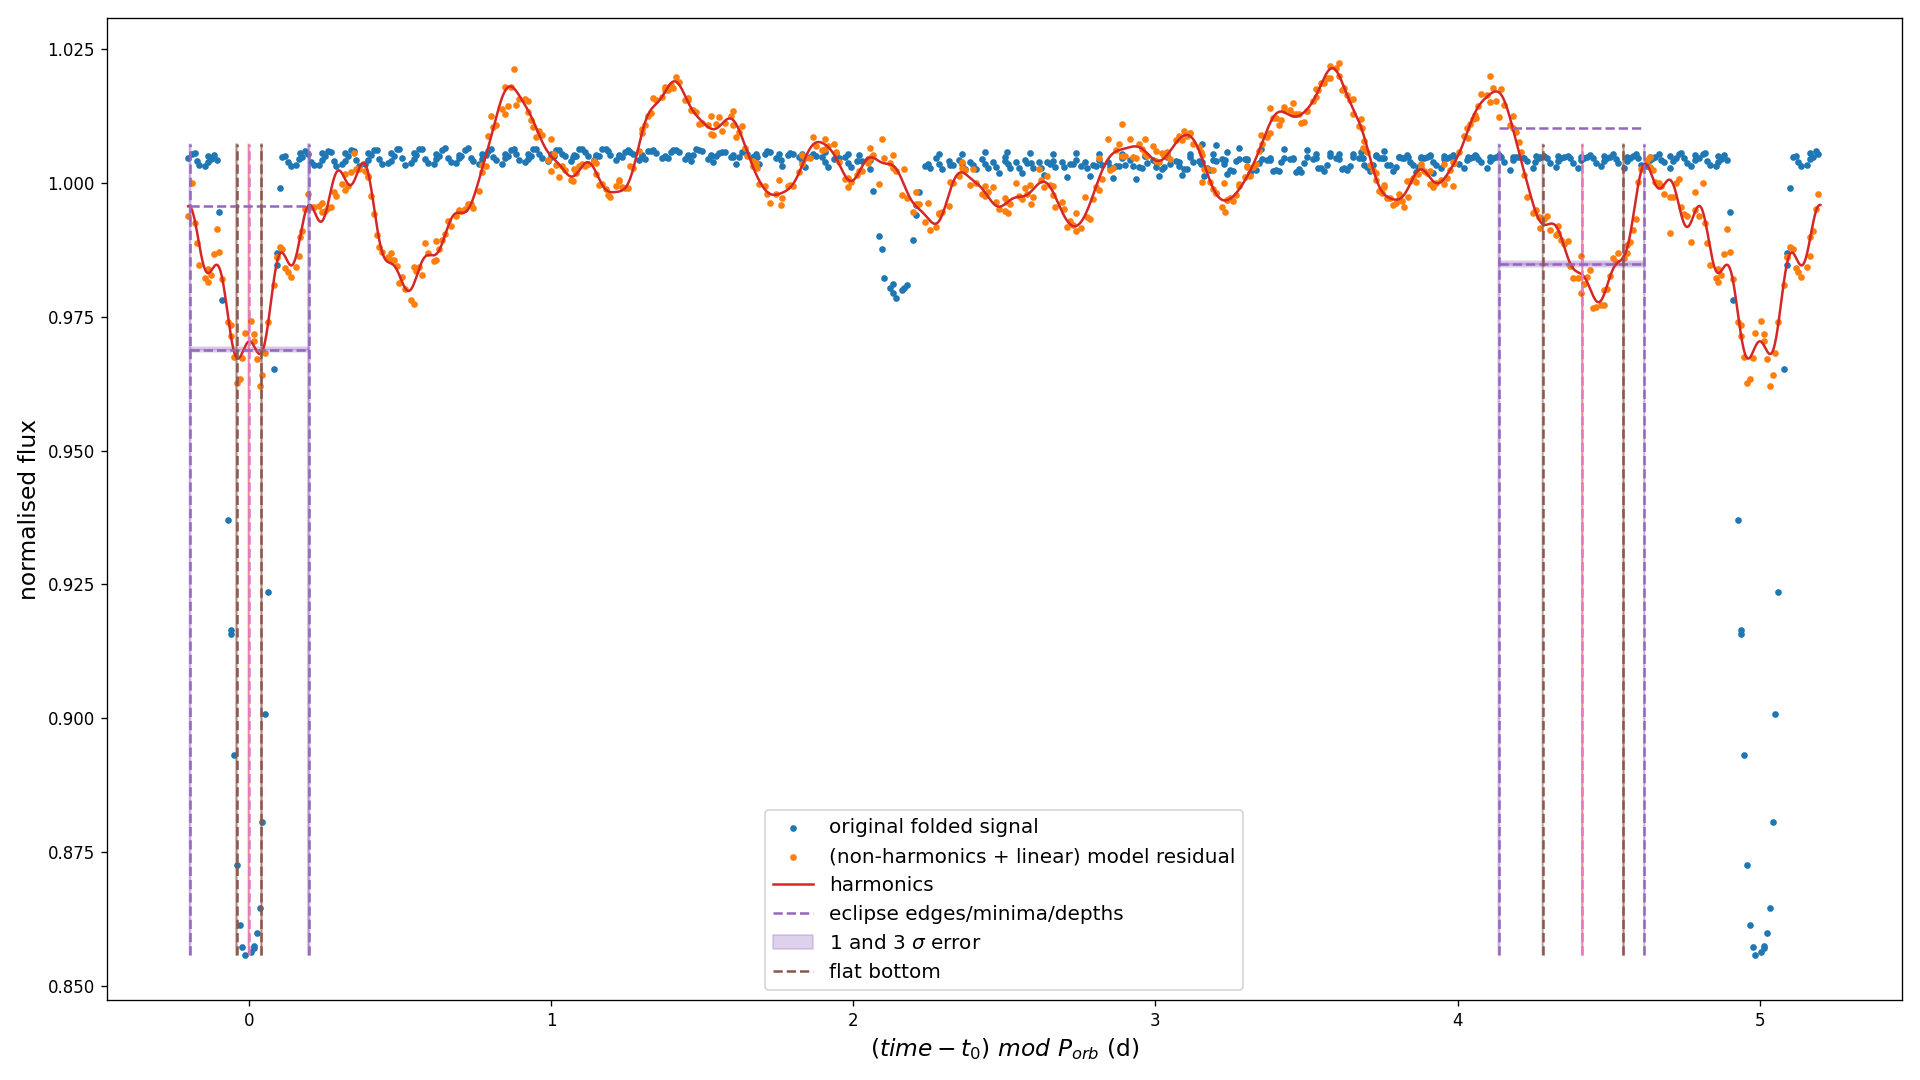 normalised flux
1.025
1.000
0.975
0.950
0.925
0.900
0.875
0.850
original folded signal
(non-harmonics + linear) model residual
harmonics
eclipse edges/minima/depths
1 and 3 σ error
flat bottom
0 1 2 3 4 5
(time − t₀) mod Pₒᵣᵦ (d)